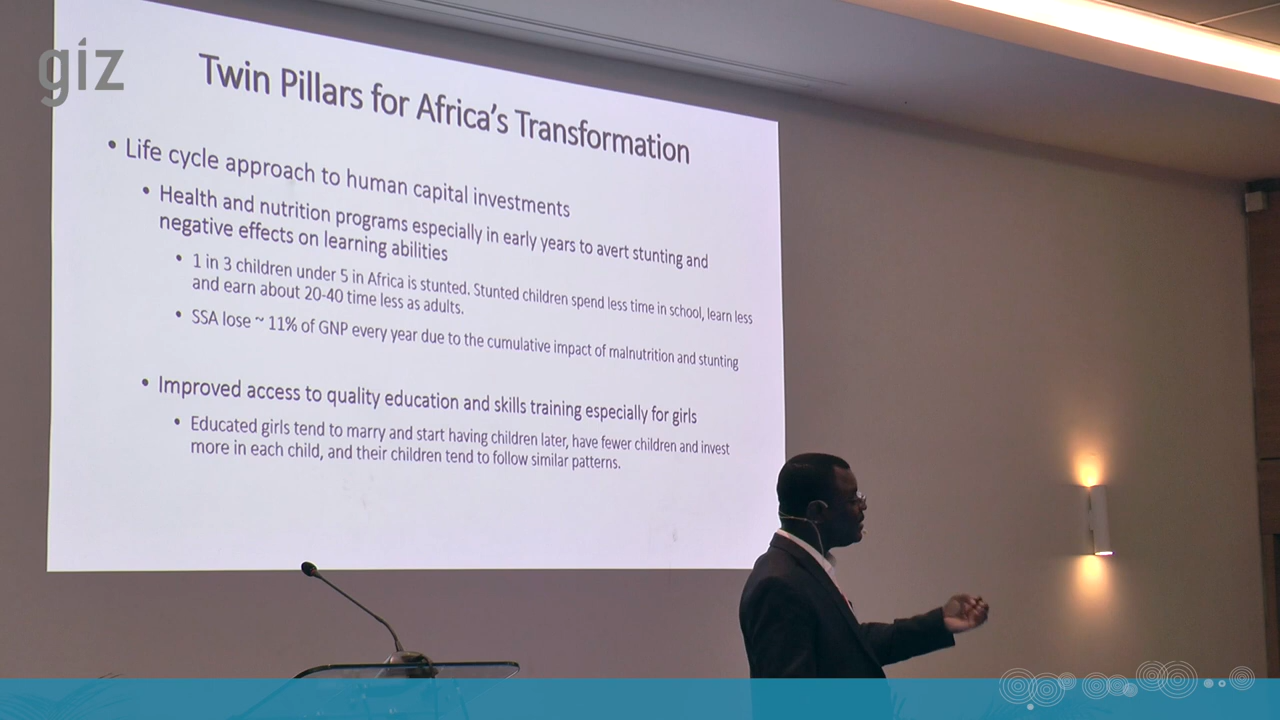 giz
Twin Pillars for Africa's Transformation
• Life cycle approach to human capital investments
• Health and nutrition programs especially in early years to avert stunting and
negative effects on learning abilities
• 1 in 3 children under 5 in Africa is stunted. Stunted children spend less time in school, learn less
and earn about 20-40 time less as adults.
• SSA lose ~ 11% of GNP every year due to the cumulative impact of malnutrition and stunting
• Improved access to quality education and skills training especially for girls
• Educated girls tend to marry and start having children later, have fewer children and invest
more in each child, and their children tend to follow similar patterns.